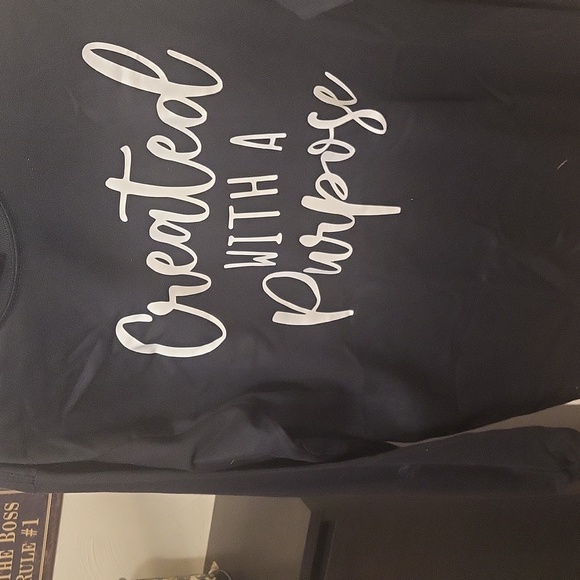 Created
WITH A
Purpose
THE BOSS
RULE #1